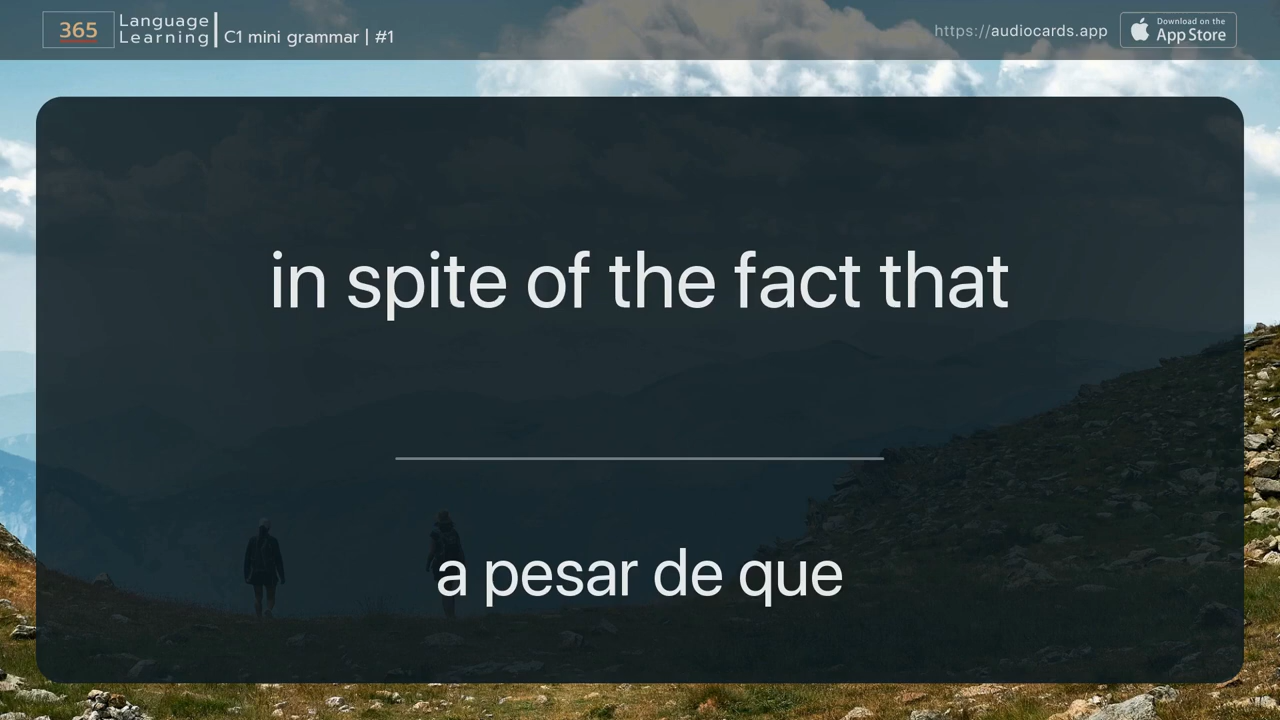 365
Language
Learning
C1 mini grammar | #1
https://audiocards.app
Download on the
App Store
in spite of the fact that
a pesar de que